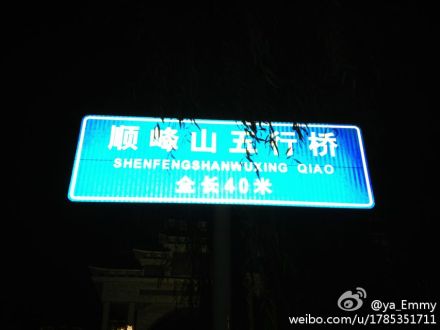 顺峰山五行桥
SHENFENGSHANWUXING QIAO
全长40米
@ya_Emmy
weibo.com/u/1785351711